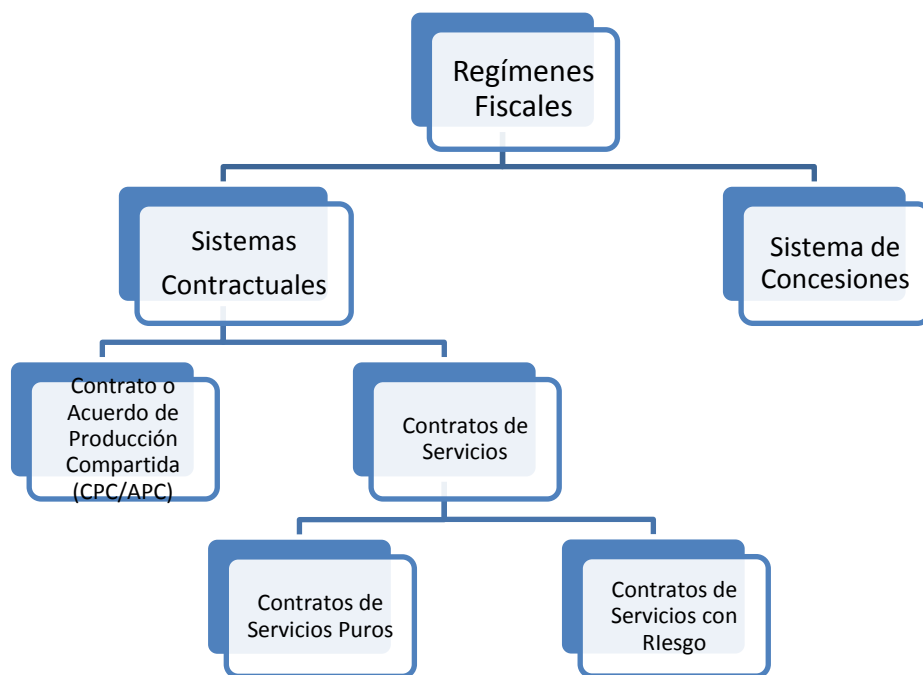 Regímenes
Fiscales
Sistemas
Contractuales
Sistema de
Concesiones
Contrato o
Acuerdo de
Producción
Compartida
(CPC/APC)
Contratos de
Servicios
Contratos de
Servicios Puros
Contratos de
Servicios con
RIesgo